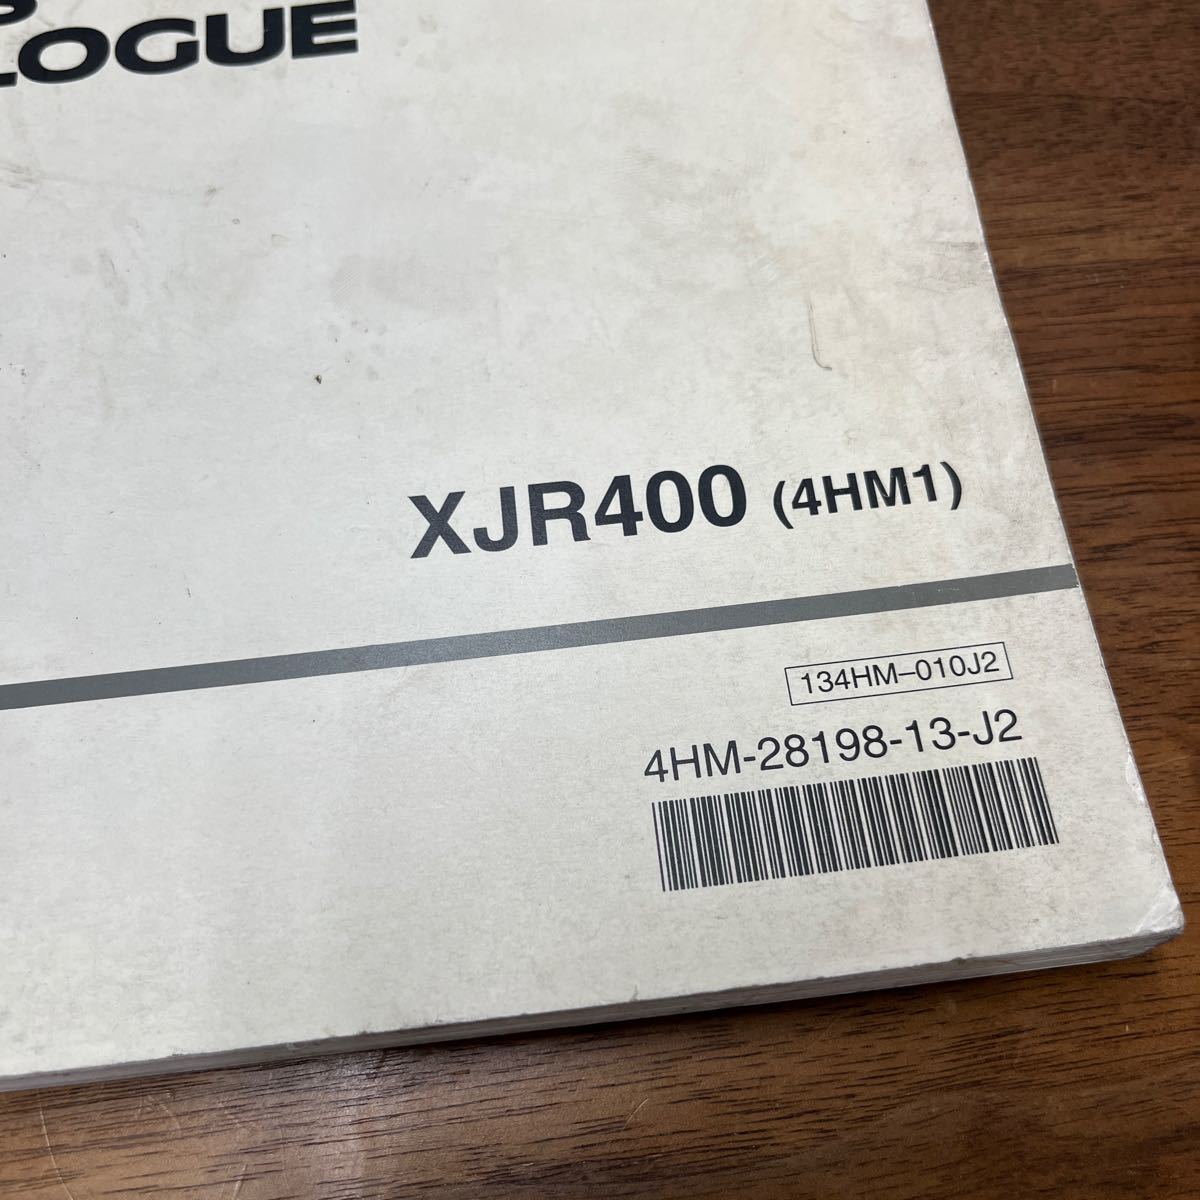 S
LOGUE
XJR400 (4HM1)
134HM–010J2
4HM-28198-13-J2